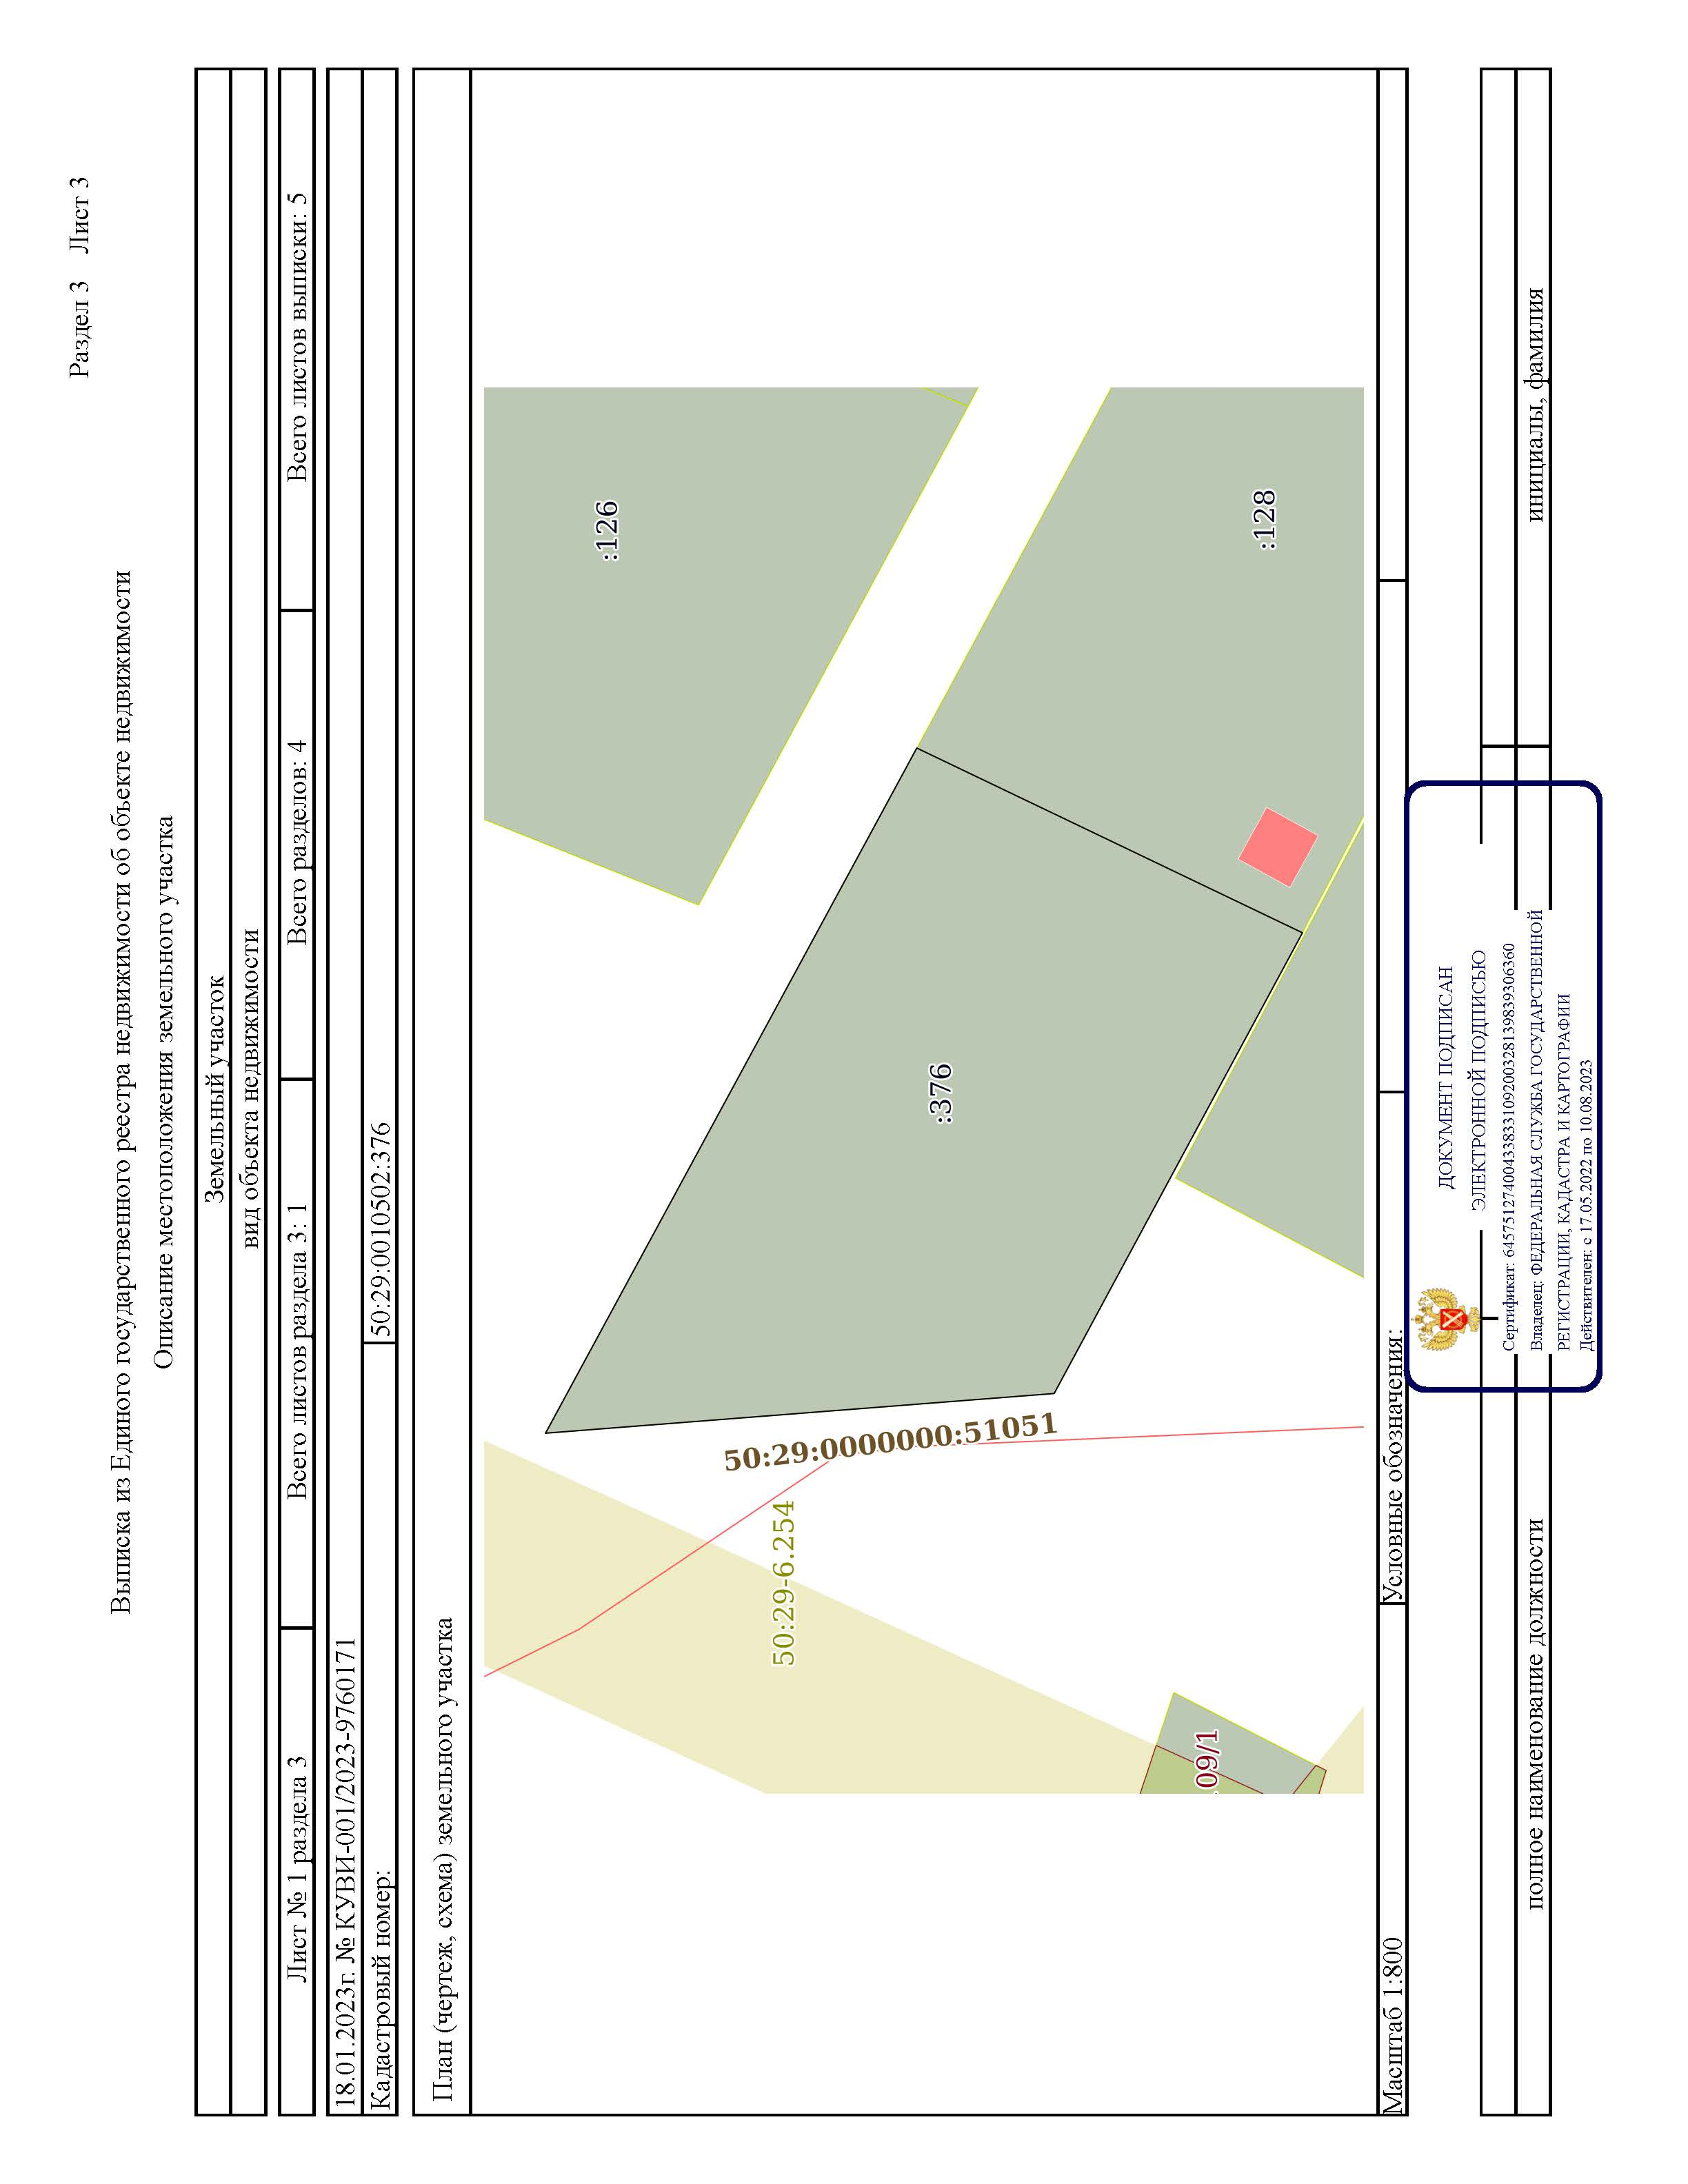 Раздел 3 Лист 3
Выписка из Единого государственного реестра недвижимости об объекте недвижимости
Описание местоположения земельного участка
Земельный участок
вид объекта недвижимости
Лист № 1 раздела 3 Всего листов раздела 3: 1 Всего разделов: 4 Всего листов выписки: 5
18.01.2023г. № КУВИ-001/2023-9760171
Кадастровый номер: 50:29:0010502:376
План (чертеж, схема) земельного участка
:126
50:29:0000000:51051
50:29-6.254
:376
09/1
:128
Масштаб 1:800 Условные обозначения:
ДОКУМЕНТ ПОДПИСАН
ЭЛЕКТРОННОЙ ПОДПИСЬЮ
Сертификат: 64575127400433833109200328139839306360
Владелец: ФЕДЕРАЛЬНАЯ СЛУЖБА ГОСУДАРСТВЕННОЙ
РЕГИСТРАЦИИ, КАДАСТРА И КАРТОГРАФИИ
Действителен: с 17.05.2022 по 10.08.2023
полное наименование должности инициалы, фамилия